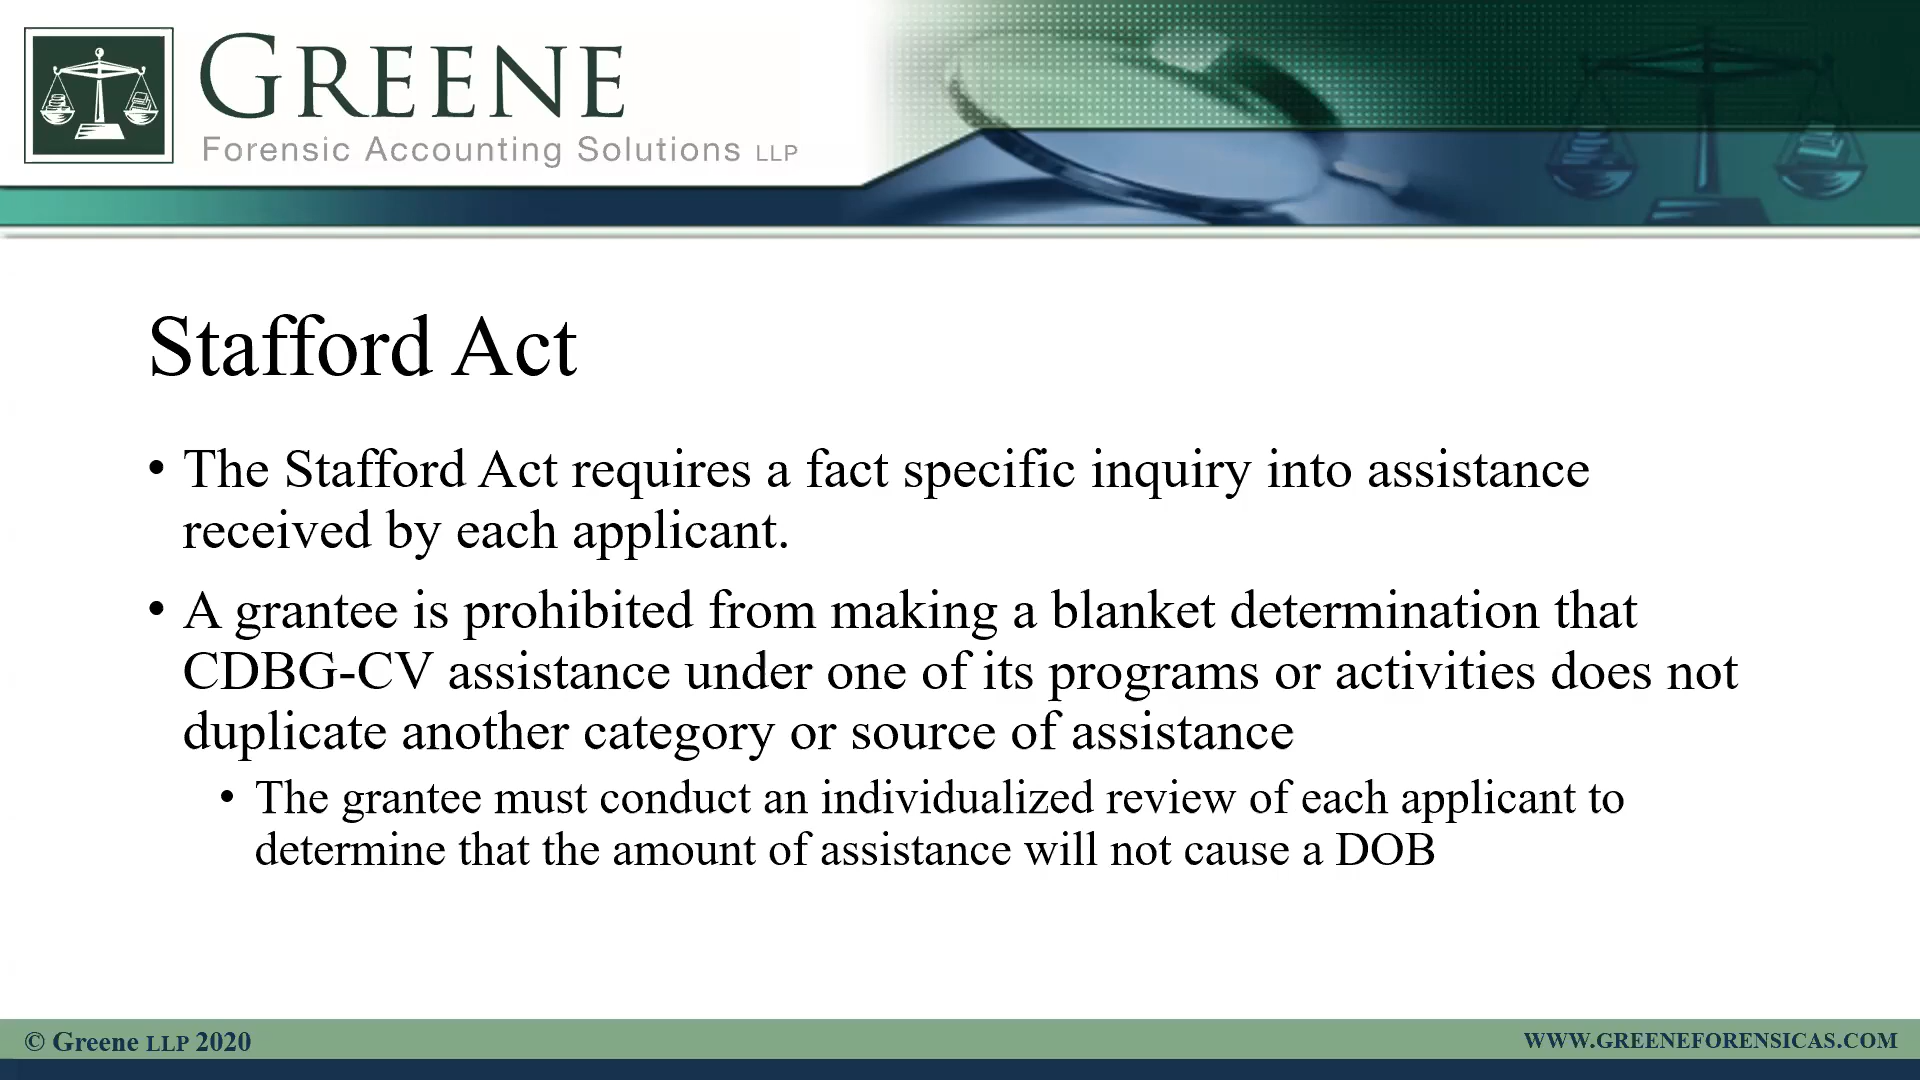 GREENE
Forensic Accounting Solutions LLP
Stafford Act
• The Stafford Act requires a fact specific inquiry into assistance
received by each applicant.
• A grantee is prohibited from making a blanket determination that
CDBG-CV assistance under one of its programs or activities does not
duplicate another category or source of assistance
• The grantee must conduct an individualized review of each applicant to
determine that the amount of assistance will not cause a DOB
© Greene LLP 2020
WWW.GREENEFORENSICAS.COM